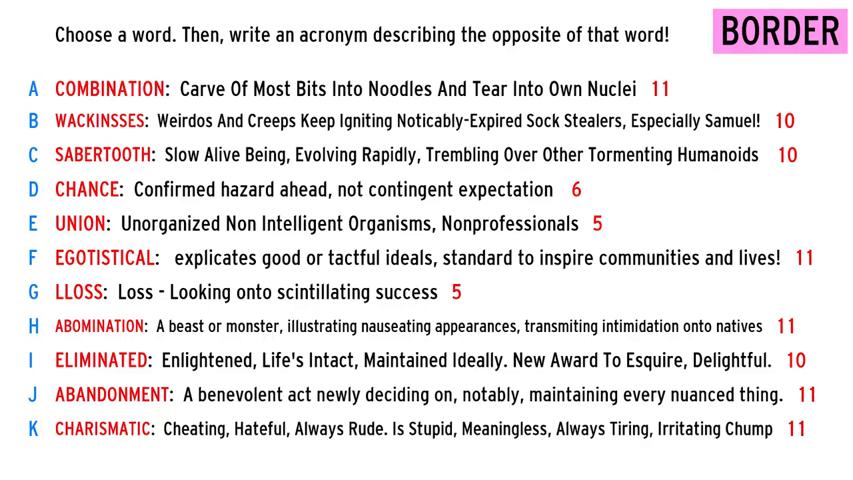 Choose a word. Then, write an acronym describing the opposite of that word!
BORDER
A COMBINATION: Carve Of Most Bits Into Noodles And Tear Into Own Nuclei 11
B WACKINSSES: Weirdos And Creeps Keep Igniting Noticably-Expired Sock Stealers, Especially Samuel! 10
C SABERTOOTH: Slow Alive Being, Evolving Rapidly, Trembling Over Other Tormenting Humanoids 10
D CHANCE: Confirmed hazard ahead, not contingent expectation 6
E UNION: Unorganized Non Intelligent Organisms, Nonprofessionals 5
F EGOTISTICAL: explicates good or tactful ideals, standard to inspire communities and lives! 11
G LLOSS: Loss - Looking onto scintillating success 5
H ABOMINATION: A beast or monster, illustrating nauseating appearances, transmiting intimidation onto natives 11
I ELIMINATED: Enlightened, Life's Intact, Maintained Ideally. New Award To Esquire, Delightful. 10
J ABANDONMENT: A benevolent act newly deciding on, notably, maintaining every nuanced thing. 11
K CHARISMATIC: Cheating, Hateful, Always Rude. Is Stupid, Meaningless, Always Tiring, Irritating Chump 11